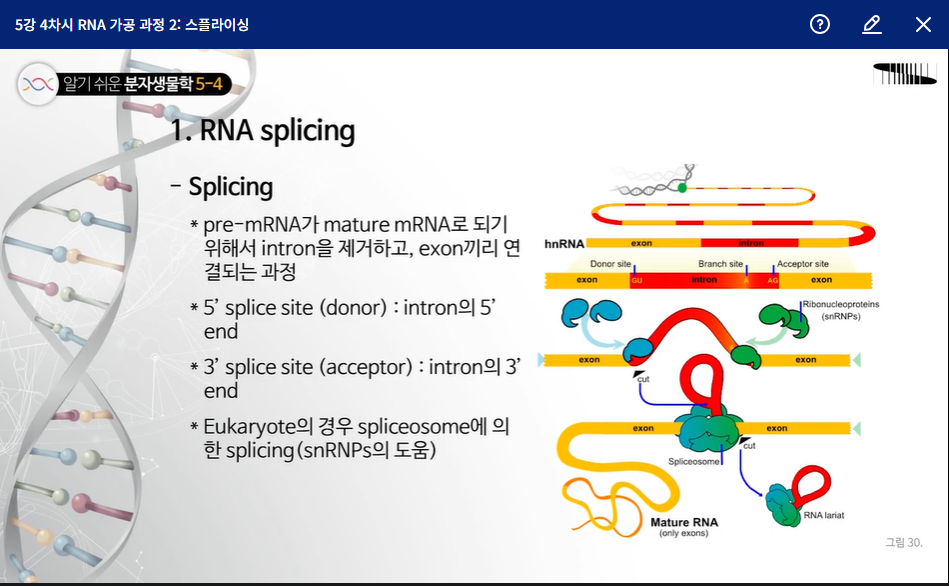 5강 4차시 RNA 가공 과정 2: 스플라이싱
알기 쉬운 분자생물학 5-4
1. RNA splicing
- Splicing
* pre-mRNA가 mature mRNA로 되기
위해서 intron을 제거하고, exon끼리 연
결되는 과정
* 5’ splice site (donor) : intron의 5’
end
* 3’ splice site (acceptor) : intron의 3’
end
* Eukaryote의 경우 spliceosome에 의
한 splicing(snRNPs의 도움)
hnRNA exon intron
Donor site Branch site Acceptor site
exon GU intron A AG exon
Ribonucleoproteins
(snRNPs)
exon exon
cut
exon exon
cut
Spliceosome
RNA lariat
Mature RNA
(only exons)
그림 30.